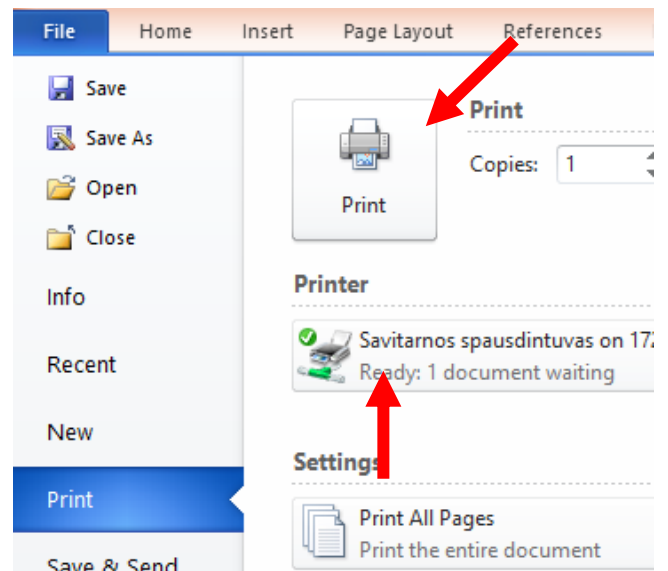 File Home Insert Page Layout References
Save
Save As
Open
Close
Info
Recent
New
Print
Save & Send
Print
Print
Copies: 1
Printer
Savitarnos spausdintuvas on 172
Ready: 1 document waiting
Settings
Print All Pages
Print the entire document